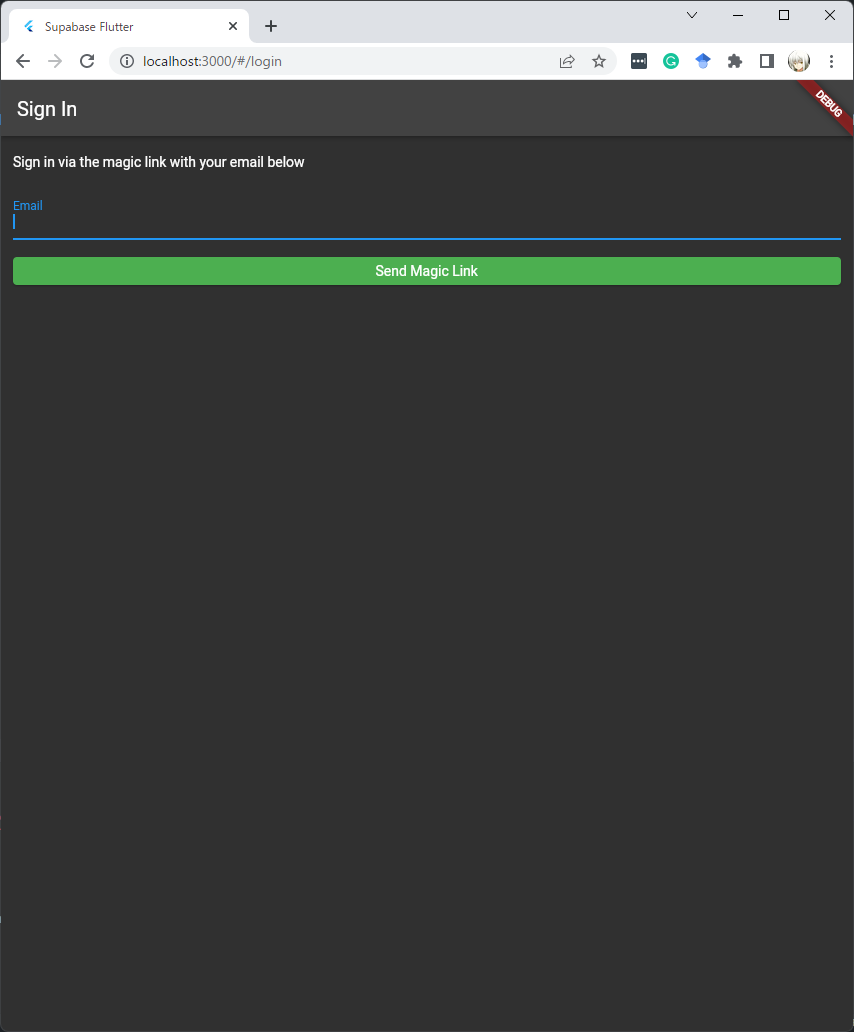 Supabase Flutter
localhost:3000/#/login
Sign In
DEBUG
Sign in via the magic link with your email below
Email
Send Magic Link